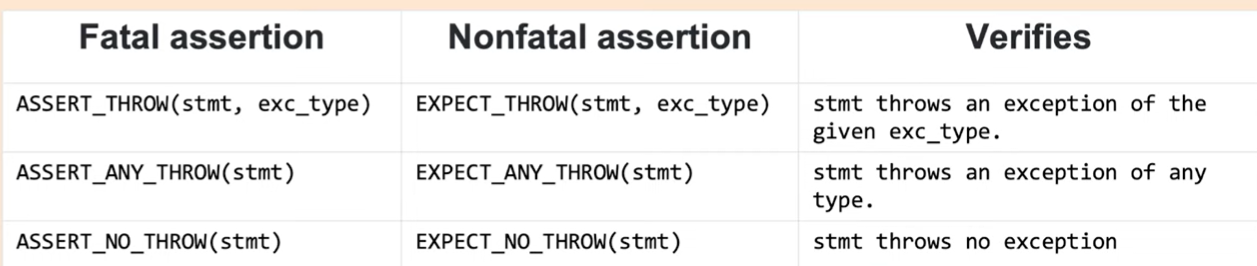 Fatal assertion Nonfatal assertion Verifies
ASSERT_THROW(stmt, exc_type) EXPECT_THROW(stmt, exc_type) stmt throws an exception of the
given exc_type.
ASSERT_ANY_THROW(stmt) EXPECT_ANY_THROW(stmt) stmt throws an exception of any
type.
ASSERT_NO_THROW(stmt) EXPECT_NO_THROW(stmt) stmt throws no exception